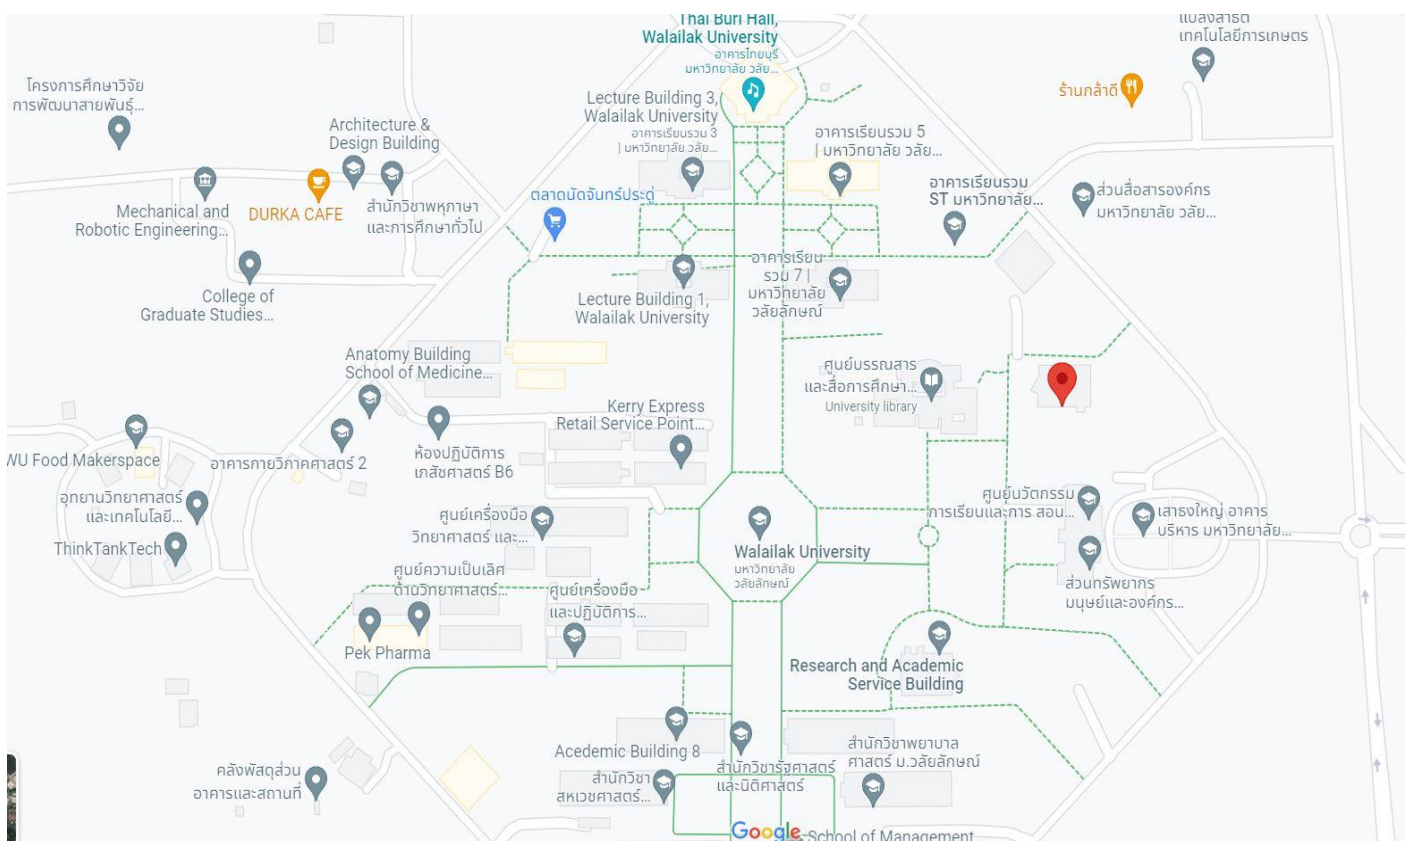 Thai Buri Hall,
Walailak University
อาคารไทยบุรี
มหาวิทยาลัย วลัย...
แปลงสาธิต
เทคโนโลยีการเกษตร
ร้านกล้าดี
โครงการศึกษาวิจัย
การพัฒนาสายพันธุ์...
Lecture Building 3,
Walailak University
อาคารเรียนรวม 3
| มหาวิทยาลัย วลัย...
Architecture &
Design Building
อาคารเรียนรวม 5
| มหาวิทยาลัย วลัย...
อาคารเรียนรวม
ST มหาวิทยาลัย...
ส่วนสื่อสารองค์กร
มหาวิทยาลัย วลัย...
ตลาดนัดจันทร์ประดู่
Mechanical and
Robotic Engineering...
DURKA CAFE
สำนักวิชาพหุภาษา
และการศึกษาทั่วไป
College of
Graduate Studies...
Lecture Building 1,
Walailak University
อาคารเรียน
รวม 7 |
มหาวิทยาลัย
วลัยลักษณ์
Anatomy Building
School of Medicine...
ศูนย์บรรณสาร
และสื่อการศึกษา...
University library
Kerry Express
Retail Service Point...
WU Food Makerspace
อาคารกายวิภาคศาสตร์ 2
ห้องปฏิบัติการ
เภสัชศาสตร์ B6
อุทยานวิทยาศาสตร์
และเทคโนโลยี...
ThinkTankTech
ศูนย์เครื่องมือ
วิทยาศาสตร์ และ...
Walailak University
มหาวิทยาลัย
วลัยลักษณ์
ศูนย์นวัตกรรม
การเรียนและการ สอน...
เสาธงใหญ่ อาคาร
บริหาร มหาวิทยาลัย...
ส่วนทรัพยากร
มนุษย์และองค์กร...
ศูนย์ความเป็นเลิศ
ด้านวิทยาศาสตร์...
ศูนย์เครื่องมือ
และปฏิบัติการ...
Pek Pharma
Research and Academic
Service Building
Acedemic Building 8
สำนักวิชารัฐศาสตร์
และนิติศาสตร์
สำนักวิชาพยาบาล
ศาสตร์ ม.วลัยลักษณ์
คลังพัสดุส่วน
อาคารและสถานที่
สำนักวิชา
สหเวชศาสตร์...
Google
School of Management